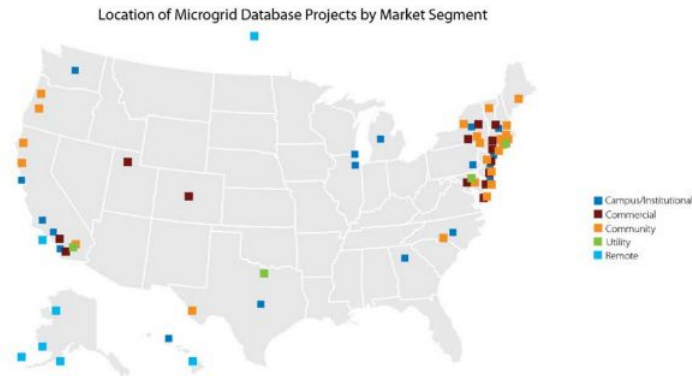 Location of Microgrid Database Projects by Market Segment
Campus/Institutional
Commercial
Community
Utility
Remote